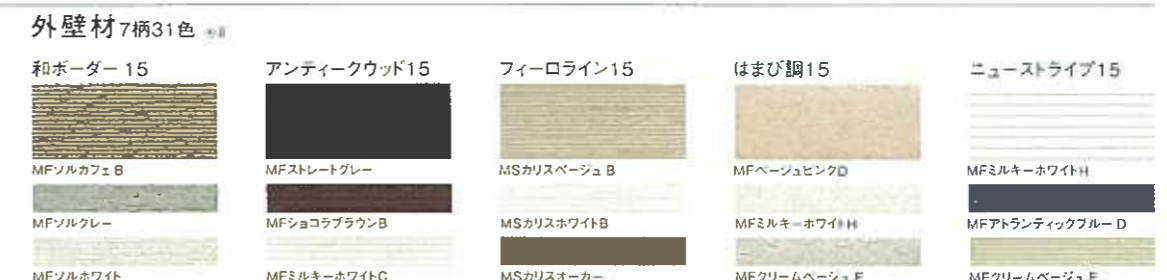 外壁材7柄31色
和ボーダー 15
アンティークウッド15
フィーロライン15
はまび調15
ニューストライプ15
MFソルカフェ B
MFストレートグレー
MSカリスベージュ B
MFベージュピンクD
MFミルキーホワイトH
MFソルグレー
MFショコラブラウンB
MSカリスホワイトB
MFミルキーホワイトH
MFアトランティックブルー D
MFソルホワイト
MFミルキーホワイトC
MSカリスオーカー
MFクリームベージュ E
MFクリームベージュ E